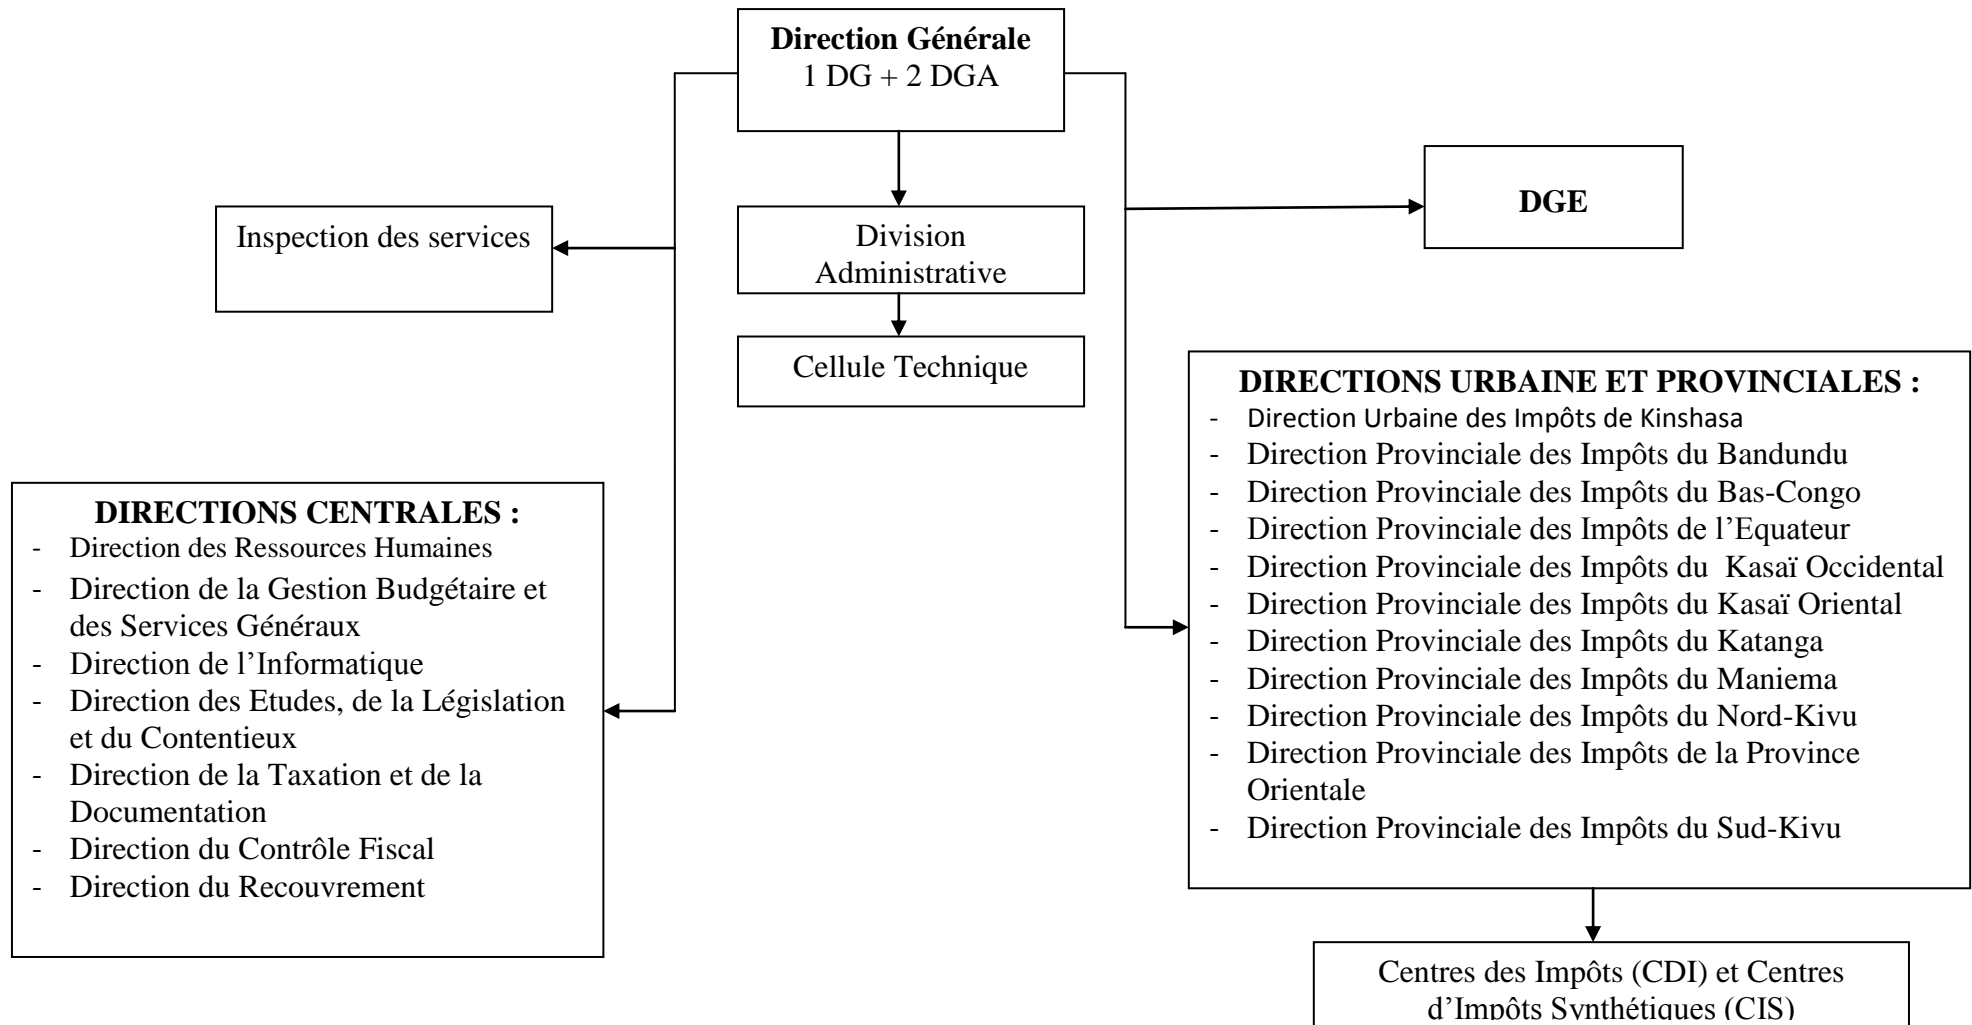 Direction Générale
1 DG + 2 DGA
DGE
Inspection des services
Division
Administrative
Cellule Technique
DIRECTIONS URBAINE ET PROVINCIALES :
- Direction Urbaine des Impôts de Kinshasa
- Direction Provinciale des Impôts du Bandundu
- Direction Provinciale des Impôts du Bas-Congo
- Direction Provinciale des Impôts de l’Equateur
- Direction Provinciale des Impôts du Kasaï Occidental
- Direction Provinciale des Impôts du Kasaï Oriental
- Direction Provinciale des Impôts du Katanga
- Direction Provinciale des Impôts du Maniema
- Direction Provinciale des Impôts du Nord-Kivu
- Direction Provinciale des Impôts de la Province
Orientale
- Direction Provinciale des Impôts du Sud-Kivu
DIRECTIONS CENTRALES :
- Direction des Ressources Humaines
- Direction de la Gestion Budgétaire et
des Services Généraux
- Direction de l’Informatique
- Direction des Etudes, de la Législation
et du Contentieux
- Direction de la Taxation et de la
Documentation
- Direction du Contrôle Fiscal
- Direction du Recouvrement
Centres des Impôts (CDI) et Centres
d’Impôts Synthétiques (CIS)